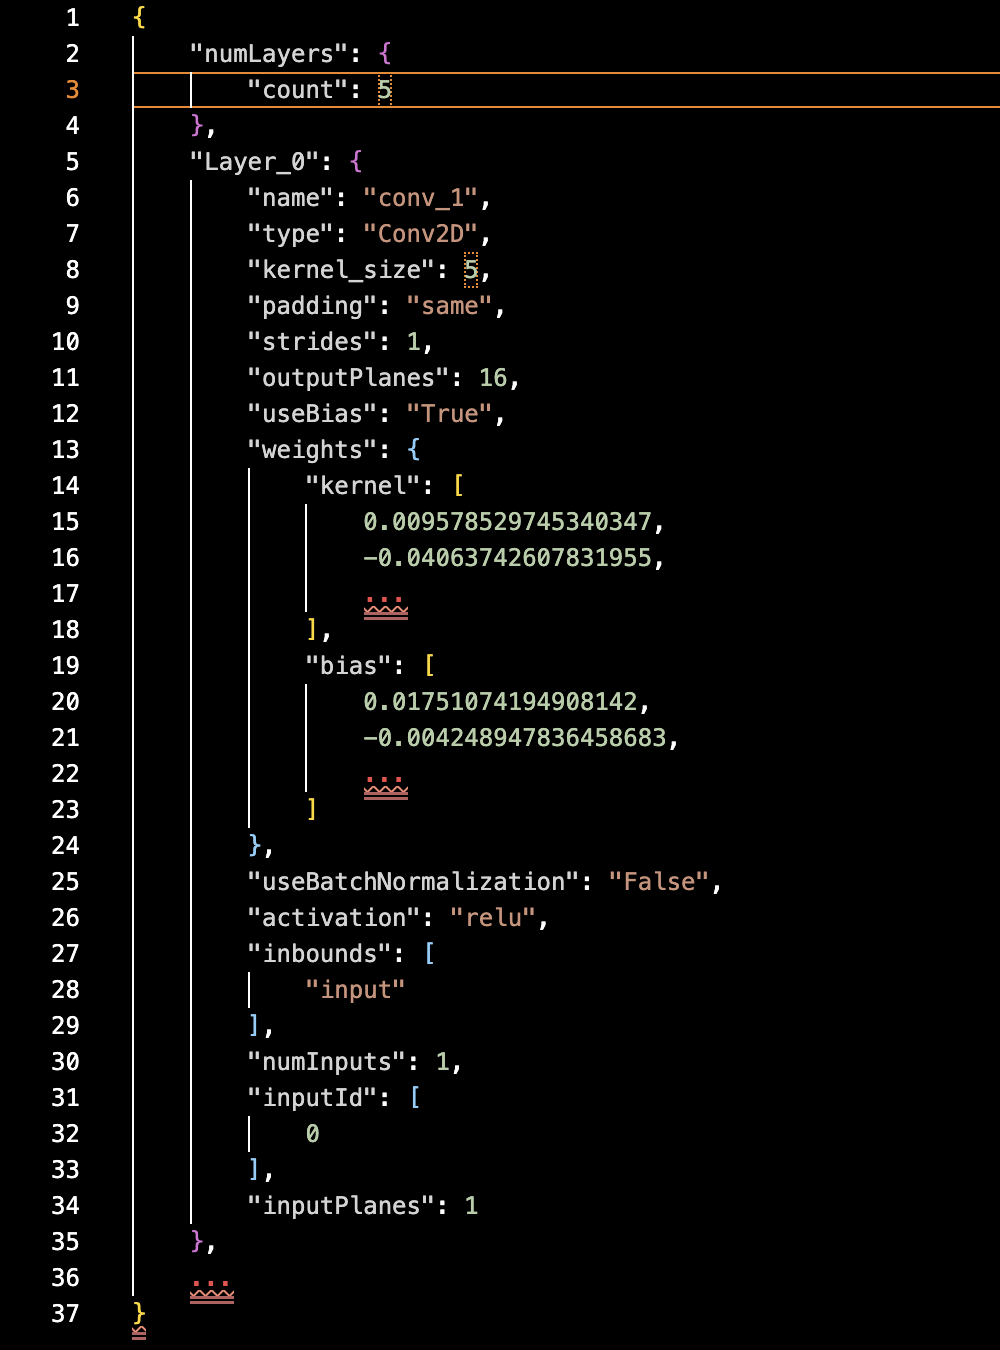 1 {
2 "numLayers": {
3 "count": 5
4 },
5 "Layer_0": {
6 "name": "conv_1",
7 "type": "Conv2D",
8 "kernel_size": 5,
9 "padding": "same",
10 "strides": 1,
11 "outputPlanes": 16,
12 "useBias": "True",
13 "weights": {
14 "kernel": [
15 0.009578529745340347,
16 -0.04063742607831955,
17 ...
18 ],
19 "bias": [
20 0.01751074194908142,
21 -0.004248947836458683,
22 ...
23 ]
24 },
25 "useBatchNormalization": "False",
26 "activation": "relu",
27 "inbounds": [
28 "input"
29 ],
30 "numInputs": 1,
31 "inputId": [
32 0
33 ],
34 "inputPlanes": 1
35 },
36 ...
37 }